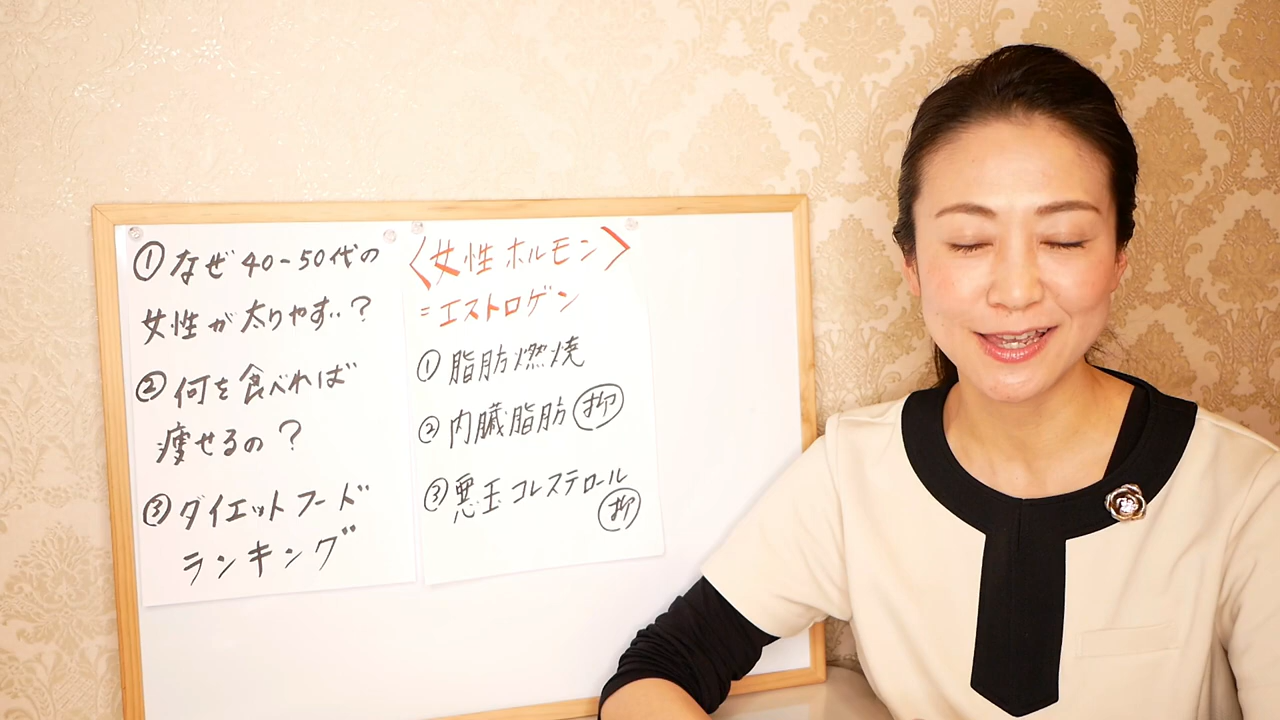 ①なぜ40~50代の
女性が太りやすい?
②何を食べれば
痩せるの?
③ダイエットフード
ランキング
〈女性ホルモン〉
=エストロゲン
①脂肪燃焼
②内臓脂肪抑
③悪玉コレステロール
抑